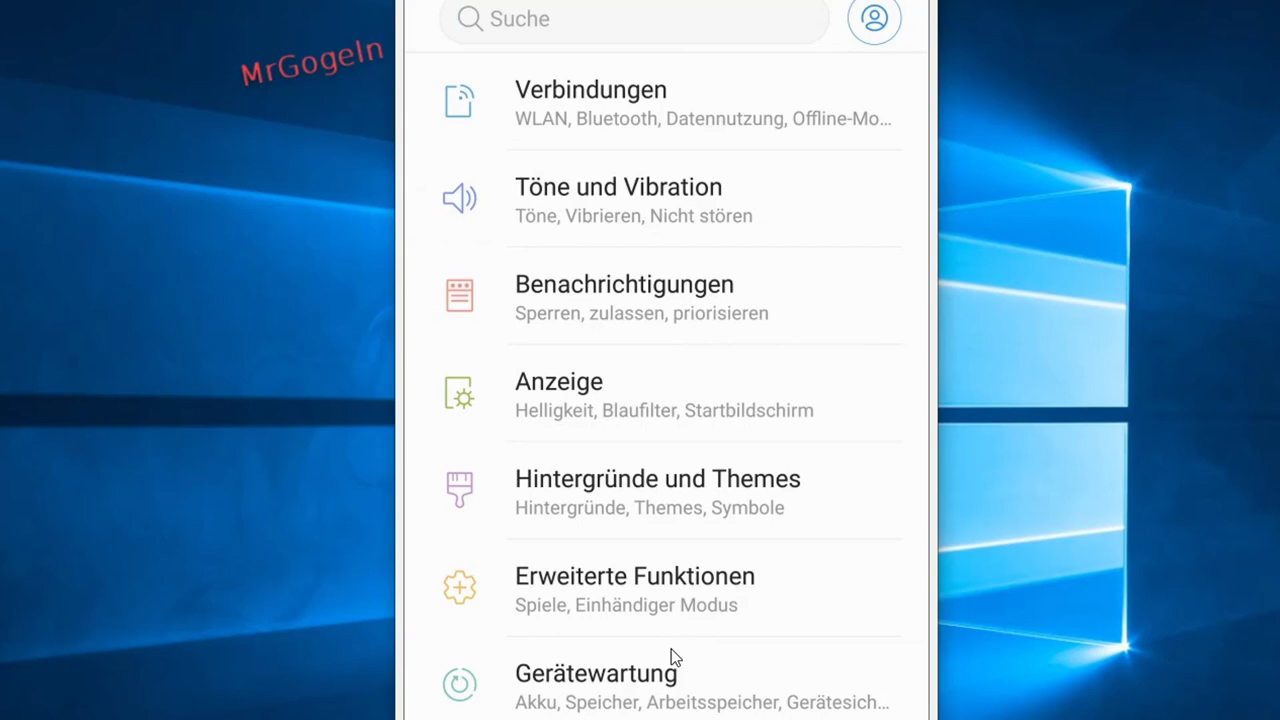 Suche
MrGogeln
Verbindungen
WLAN, Bluetooth, Datennutzung, Offline-Mo...
Töne und Vibration
Töne, Vibrieren, Nicht stören
Benachrichtigungen
Sperren, zulassen, priorisieren
Anzeige
Helligkeit, Blaufilter, Startbildschirm
Hintergründe und Themes
Hintergründe, Themes, Symbole
Erweiterte Funktionen
Spiele, Einhändiger Modus
Gerätewartung
Akku, Speicher, Arbeitsspeicher, Gerätesich...